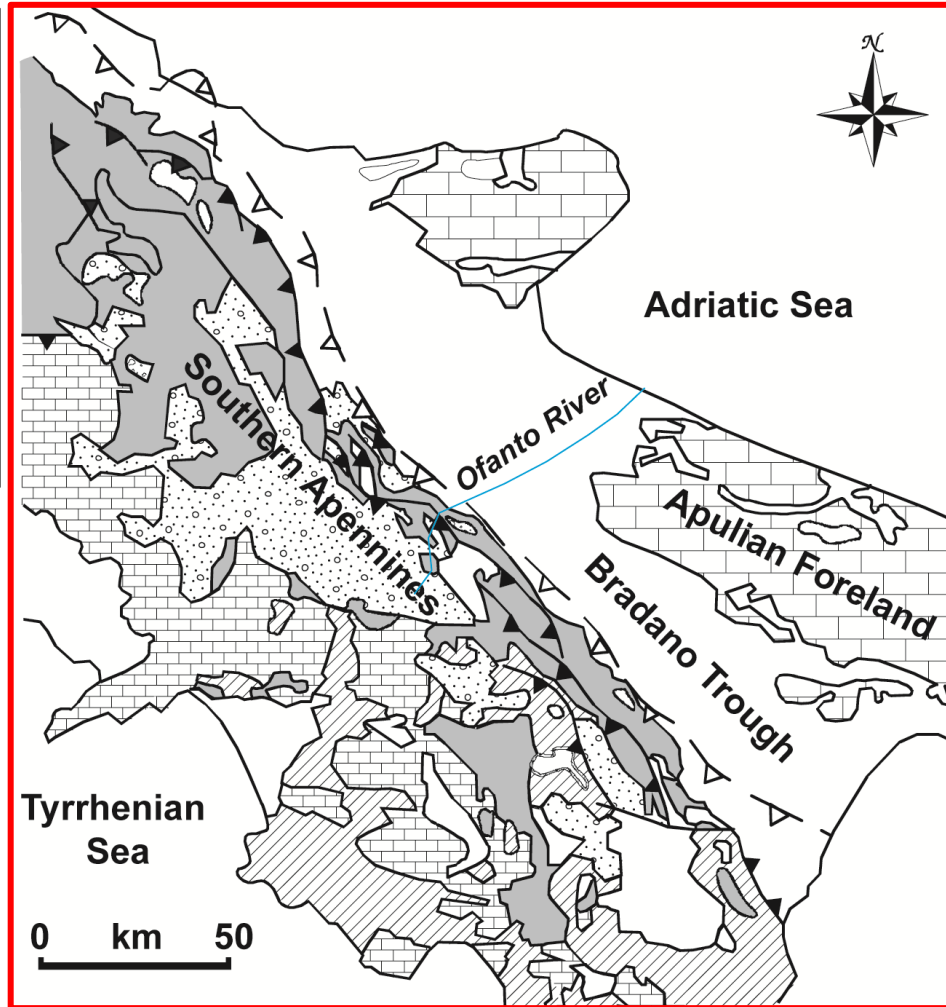 N
Adriatic Sea
Southern Apennines
Ofanto River
Apulian Foreland
Bradano Trough
Tyrrhenian
Sea
0 km 50